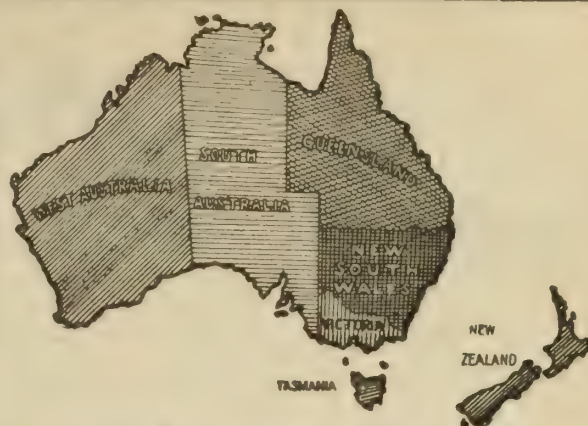 SOUTH
QUEENSLAND
WEST AUSTRALIA
AUSTRALIA
NEW
SOUTH
WALES
VICTORIA
NEW
ZEALAND
TASMANIA